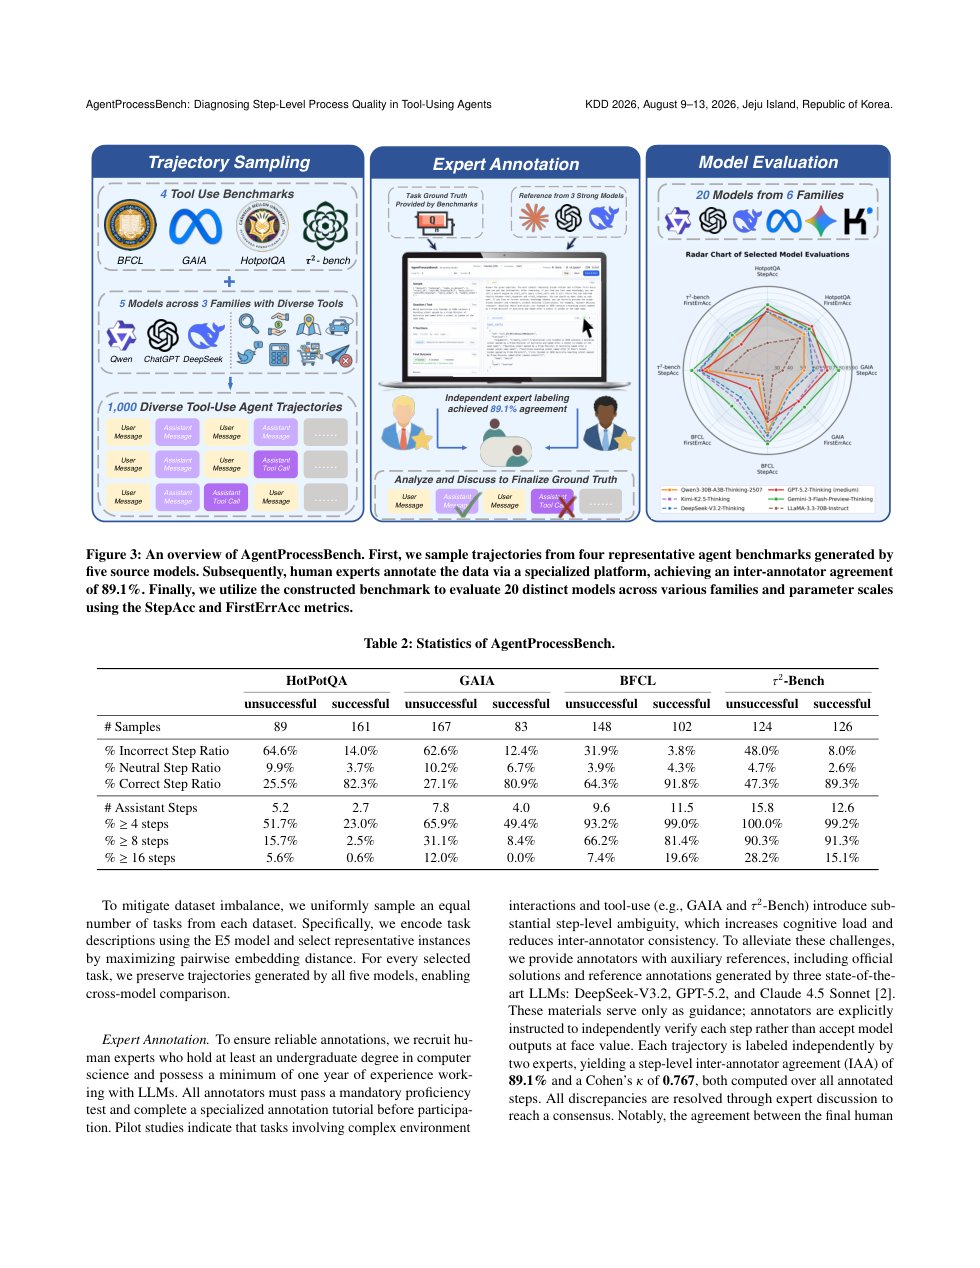 AgentProcessBench: Diagnosing Step-Level Process Quality in Tool-Using Agents
KDD 2026, August 9–13, 2026, Jeju Island, Republic of Korea.
Trajectory Sampling
4 Tool Use Benchmarks
BFCL GAIA HotpotQA τ²- bench
+
5 Models across 3 Families with Diverse Tools
Qwen ChatGPT DeepSeek
1,000 Diverse Tool-Use Agent Trajectories
User Message Assistant Message User Message Assistant Message ......
User Message Assistant Message User Message Assistant Tool Call ......
User Message Assistant Message Assistant Tool Call User Message ......
Expert Annotation
Task Ground Truth
Provided by Benchmarks
Reference from 3 Strong Models
Independent expert labeling
achieved 89.1% agreement
Analyze and Discuss to Finalize Ground Truth
User Message Assistant Message User Message Assistant Tool Call ......
Model Evaluation
20 Models from 6 Families
Radar Chart of Selected Model Evaluations
HotpotQA
StepAcc
HotpotQA
FirstErrAcc
GAIA
StepAcc
GAIA
FirstErrAcc
BFCL
StepAcc
BFCL
FirstErrAcc
τ²-bench
StepAcc
τ²-bench
FirstErrAcc
Qwen3-30B-A3B-Thinking-2507
Kimi-K2.5-Thinking
DeepSeek-V3.2-Thinking
GPT-5.2-Thinking (medium)
Gemini-3-Flash-Preview-Thinking
LLaMA-3.3-70B-Instruct
Figure 3: An overview of AgentProcessBench. First, we sample trajectories from four representative agent benchmarks generated by
five source models. Subsequently, human experts annotate the data via a specialized platform, achieving an inter-annotator agreement
of 89.1%. Finally, we utilize the constructed benchmark to evaluate 20 distinct models across various families and parameter scales
using the StepAcc and FirstErrAcc metrics.
Table 2: Statistics of AgentProcessBench.
HotPotQA GAIA BFCL τ²-Bench
unsuccessful successful unsuccessful successful unsuccessful successful unsuccessful successful
# Samples 89 161 167 83 148 102 124 126
% Incorrect Step Ratio 64.6% 14.0% 62.6% 12.4% 31.9% 3.8% 48.0% 8.0%
% Neutral Step Ratio 9.9% 3.7% 10.2% 6.7% 3.9% 4.3% 4.7% 2.6%
% Correct Step Ratio 25.5% 82.3% 27.1% 80.9% 64.3% 91.8% 47.3% 89.3%
# Assistant Steps 5.2 2.7 7.8 4.0 9.6 11.5 15.8 12.6
% ≥ 4 steps 51.7% 23.0% 65.9% 49.4% 93.2% 99.0% 100.0% 99.2%
% ≥ 8 steps 15.7% 2.5% 31.1% 8.4% 66.2% 81.4% 90.3% 91.3%
% ≥ 16 steps 5.6% 0.6% 12.0% 0.0% 7.4% 19.6% 28.2% 15.1%
To mitigate dataset imbalance, we uniformly sample an equal
number of tasks from each dataset. Specifically, we encode task
descriptions using the E5 model and select representative instances
by maximizing pairwise embedding distance. For every selected
task, we preserve trajectories generated by all five models, enabling
cross-model comparison.
Expert Annotation. To ensure reliable annotations, we recruit hu-
man experts who hold at least an undergraduate degree in computer
science and possess a minimum of one year of experience work-
ing with LLMs. All annotators must pass a mandatory proficiency
test and complete a specialized annotation tutorial before participa-
tion. Pilot studies indicate that tasks involving complex environment
interactions and tool-use (e.g., GAIA and τ²-Bench) introduce sub-
stantial step-level ambiguity, which increases cognitive load and
reduces inter-annotator consistency. To alleviate these challenges,
we provide annotators with auxiliary references, including official
solutions and reference annotations generated by three state-of-the-
art LLMs: DeepSeek-V3.2, GPT-5.2, and Claude 4.5 Sonnet [2].
These materials serve only as guidance; annotators are explicitly
instructed to independently verify each step rather than accept model
outputs at face value. Each trajectory is labeled independently by
two experts, yielding a step-level inter-annotator agreement (IAA) of
89.1% and a Cohen's κ of 0.767, both computed over all annotated
steps. All discrepancies are resolved through expert discussion to
reach a consensus. Notably, the agreement between the final human